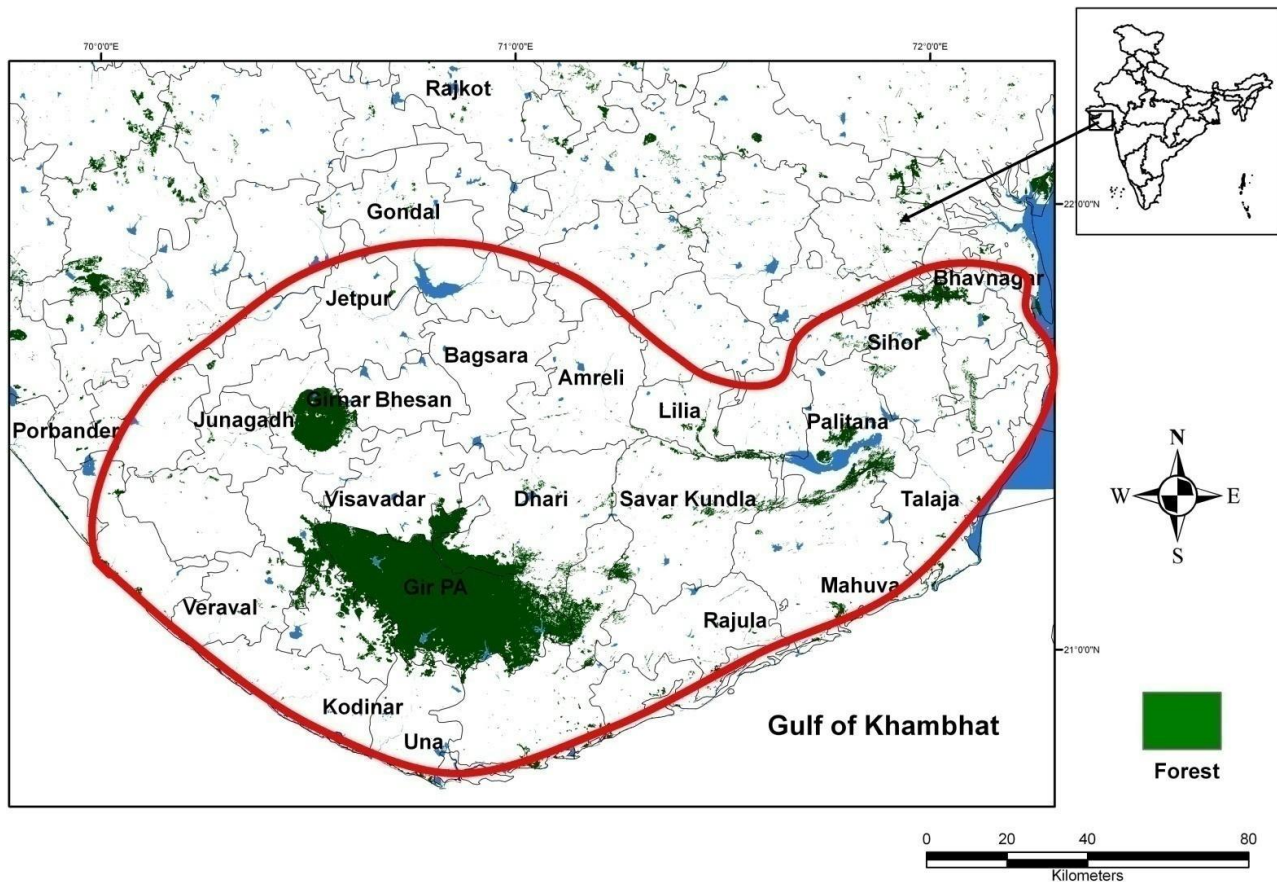 70°0'0"E
71°0'0"E
72°0'0"E
Rajkot
22°0'0"N
Gondal
Bhavnagar
Jetpur
Sihor
Bagsara
Amreli
Girnar Bhesan
Lilia
Junagadh
Palitana
Porbander
N
W
E
S
Visavadar
Dhari
Savar Kundla
Talaja
Gir PA
Mahuva
Veraval
Rajula
21°0'0"N
Kodinar
Gulf of Khambhat
Una
Forest
0 20 40 80
Kilometers